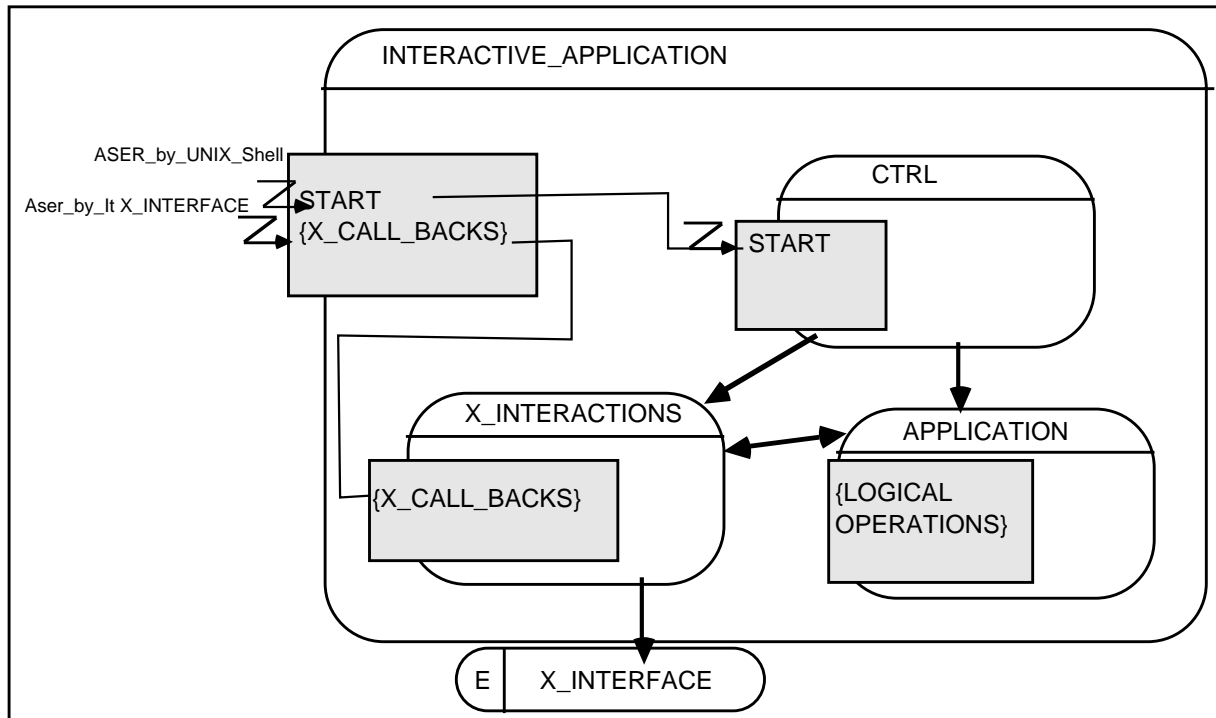 INTERACTIVE_APPLICATION
ASER_by_UNIX_Shell
Aser_by_It X_INTERFACE
START
{X_CALL_BACKS}
CTRL
START
X_INTERACTIONS
{X_CALL_BACKS}
APPLICATION
{LOGICAL
OPERATIONS}
E
X_INTERFACE